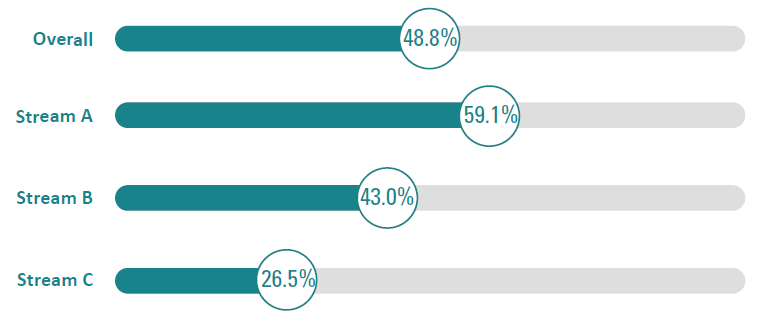 Overall 48.8%
Stream A 59.1%
Stream B 43.0%
Stream C 26.5%